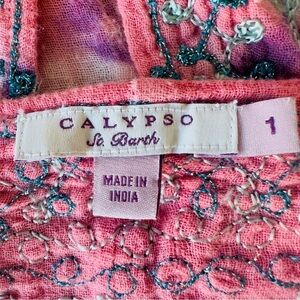 CALYPSO
St. Barth
1
MADE IN
INDIA